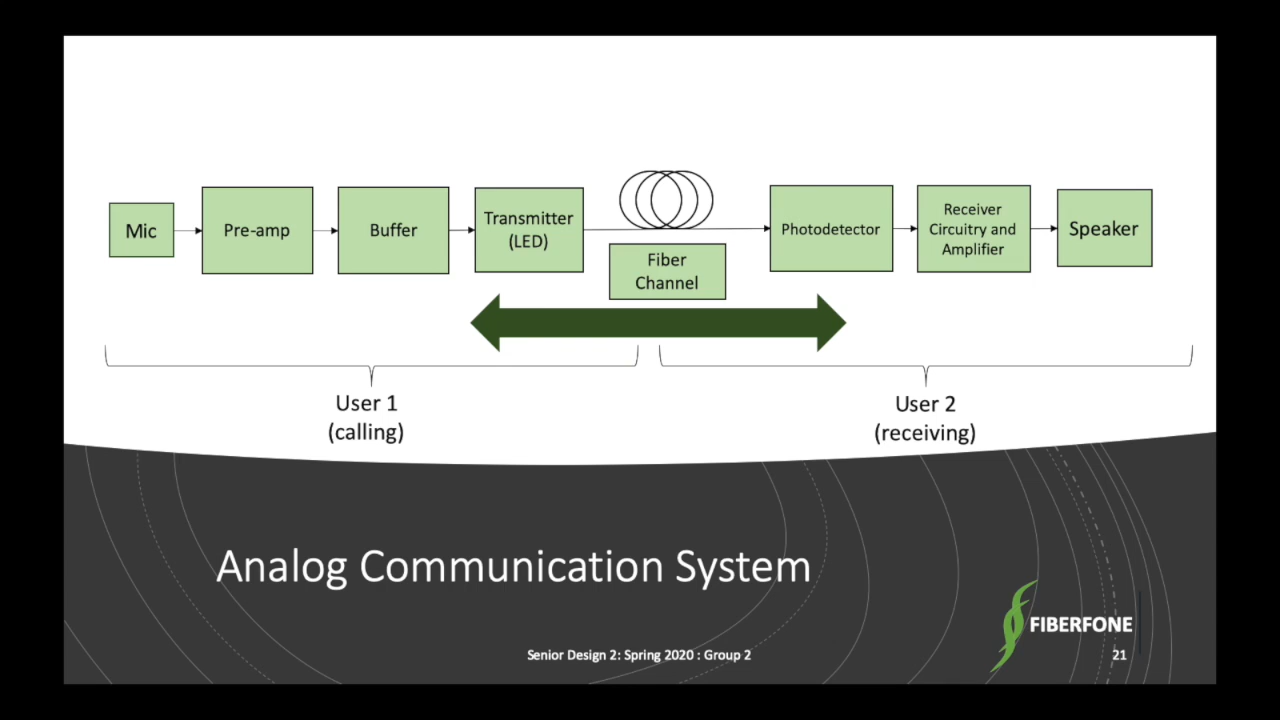 Mic
Pre-amp
Buffer
Transmitter
(LED)
Fiber
Channel
Photodetector
Receiver
Circuitry and
Amplifier
Speaker
User 1
(calling)
User 2
(receiving)
Analog Communication System
FIBERFONE
Senior Design 2: Spring 2020 : Group 2
21